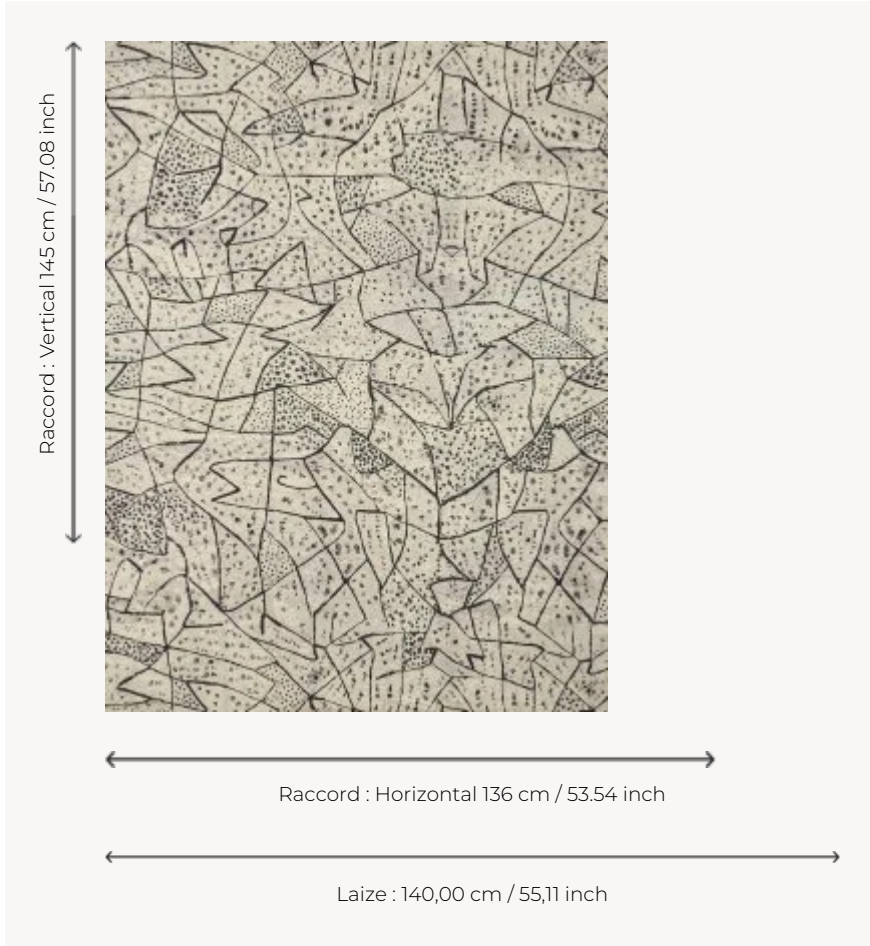 Raccord : Vertical 145 cm / 57.08 inch
Raccord : Horizontal 136 cm / 53.54 inch
Laize : 140,00 cm / 55,11 inch